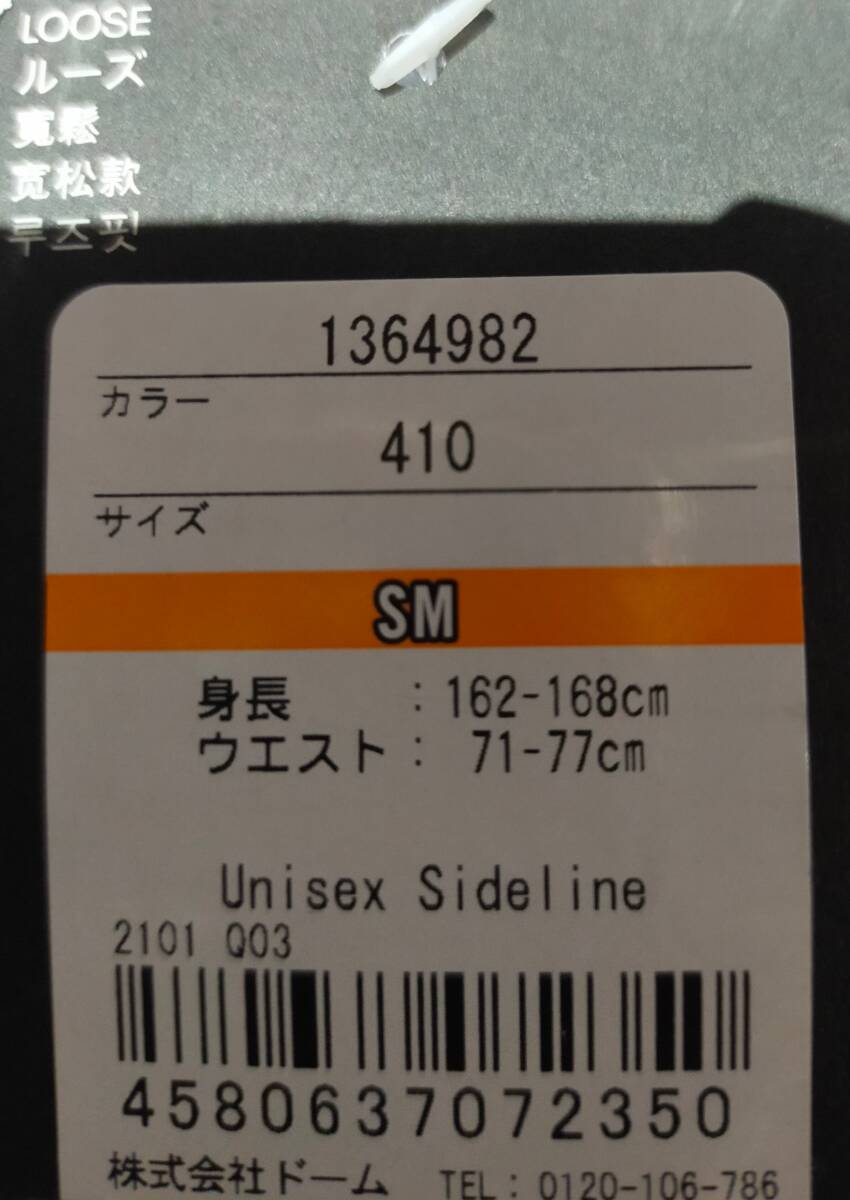 LOOSE
ルーズ
寬鬆
宽松款
루즈핏
1364982
カラー
410
サイズ
SM
身長 : 162-168cm
ウエスト : 71-77cm
Unisex Sideline
2101 Q03
4580637072350
株式会社ドーム TEL : 0120-106-786